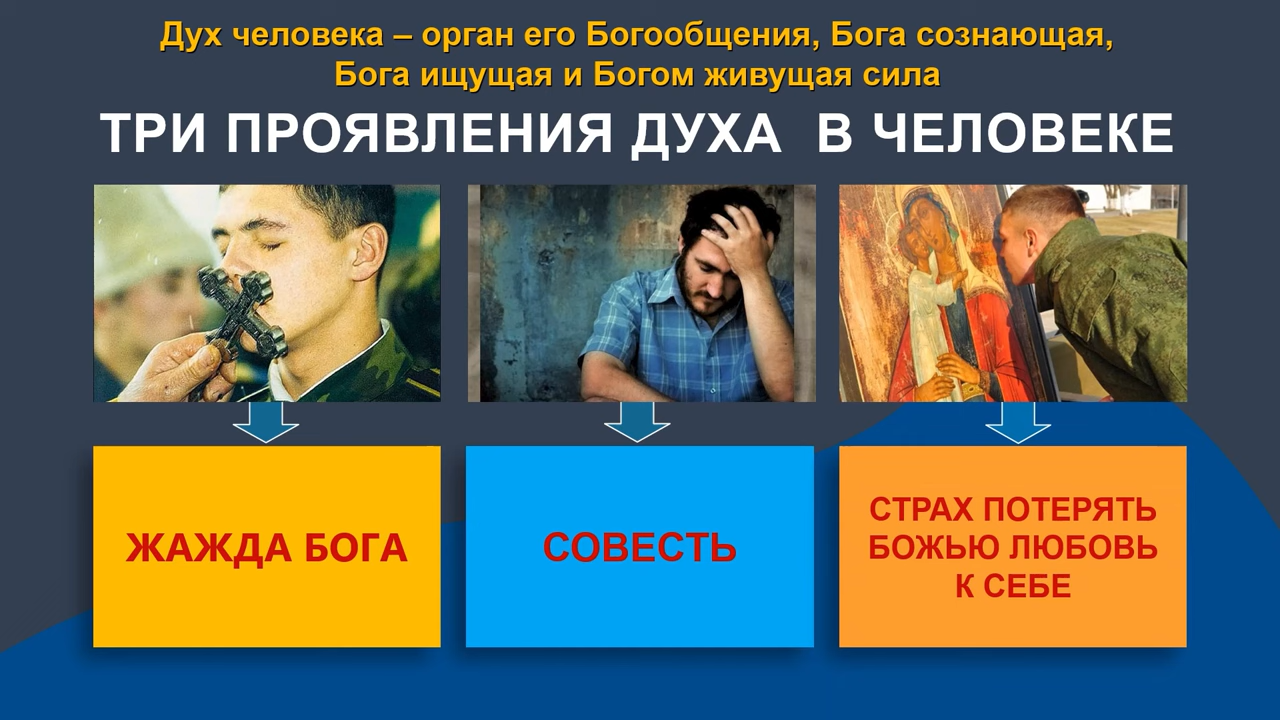 Дух человека – орган его Богообщения, Бога сознающая,
Бога ищущая и Богом живущая сила
ТРИ ПРОЯВЛЕНИЯ ДУХА В ЧЕЛОВЕКЕ
ЖАЖДА БОГА
СОВЕСТЬ
СТРАХ ПОТЕРЯТЬ
БОЖЬЮ ЛЮБОВЬ
К СЕБЕ